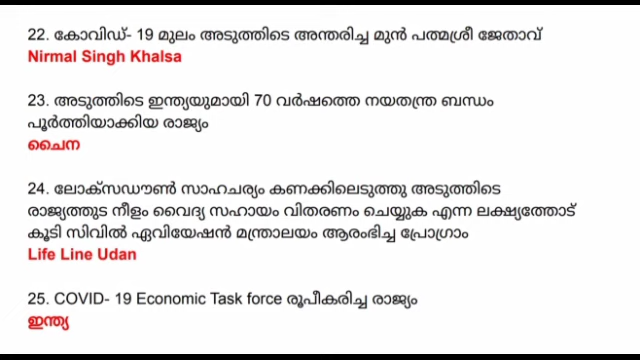 22. കോവിഡ്- 19 മുലം അടുത്തിടെ അന്തരിച്ച മുൻ പത്മശ്രീ ജേതാവ്
Nirmal Singh Khalsa
23. അടുത്തിടെ ഇന്ത്യയുമായി 70 വർഷത്തെ നയതന്ത്ര ബന്ധം
പൂർത്തിയാക്കിയ രാജ്യം
ചൈന
24. ലോക്സഡൗൺ സാഹചര്യം കണക്കിലെടുത്തു അടുത്തിടെ
രാജ്യത്തുട നീളം വൈദ്യ സഹായം വിതരണം ചെയ്യുക എന്ന ലക്ഷ്യത്തോട്
കൂടി സിവിൽ ഏവിയേഷൻ മന്ത്രാലയം ആരംഭിച്ച പ്രോഗ്രാം
Life Line Udan
25. COVID- 19 Economic Task force രൂപീകരിച്ച രാജ്യം
ഇന്ത്യ